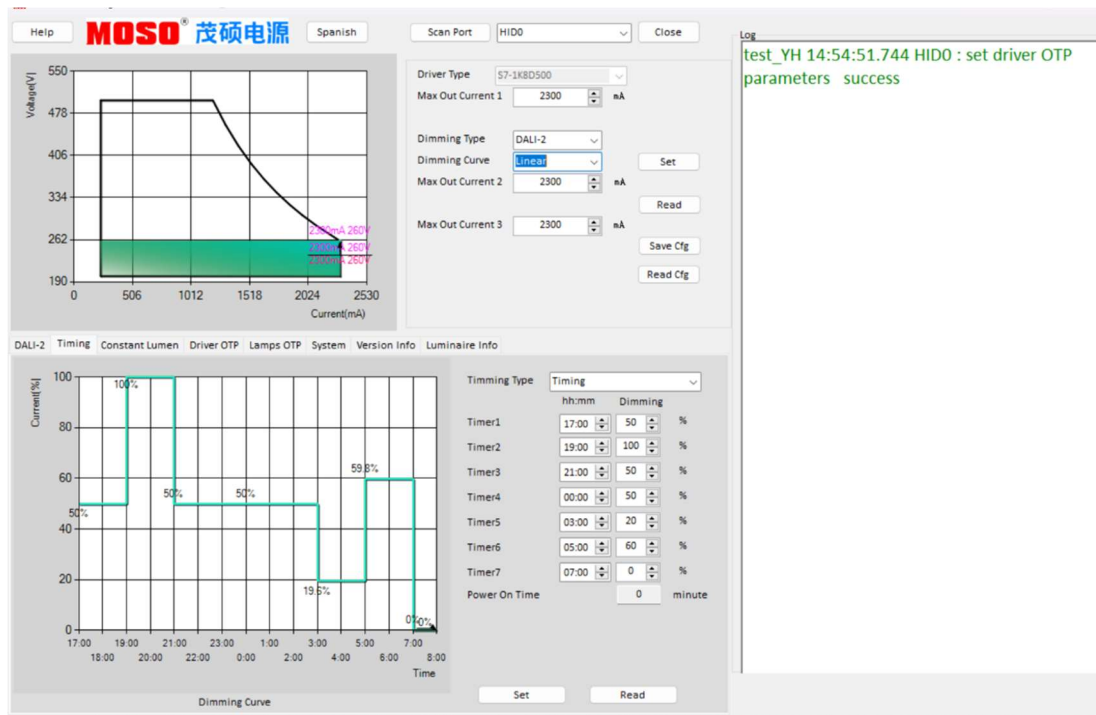 Help MOSO® 茂硕电源 Spanish Scan Port HID0 Close
Log
test_YH 14:54:51.744 HID0 : set driver OTP
parameters success
Voltage[V]
550
478
406
334
262
190
2300mA 260V
2300mA 260V
2300mA 260V
0 506 1012 1518 2024 2530
Current(mA)
Driver Type S7-1K8D500
Max Out Current 1 2300 mA
Dimming Type DALI-2
Dimming Curve Linear Set
Max Out Current 2 2300 mA
Read
Max Out Current 3 2300 mA
Save Cfg
Read Cfg
DALI-2 Timing Constant Lumen Driver OTP Lamps OTP System Version Info Luminaire Info
Current[%]
100
80
60
40
20
0
50%
100%
50%
50%
19.6%
59.8%
0%
0%
17:00 19:00 21:00 23:00 1:00 3:00 5:00 7:00
18:00 20:00 22:00 0:00 2:00 4:00 6:00 8:00
Time
Dimming Curve
Timming Type Timing
hh:mm Dimming
Timer1 17:00 50 %
Timer2 19:00 100 %
Timer3 21:00 50 %
Timer4 00:00 50 %
Timer5 03:00 20 %
Timer6 05:00 60 %
Timer7 07:00 0 %
Power On Time 0 minute
Set Read